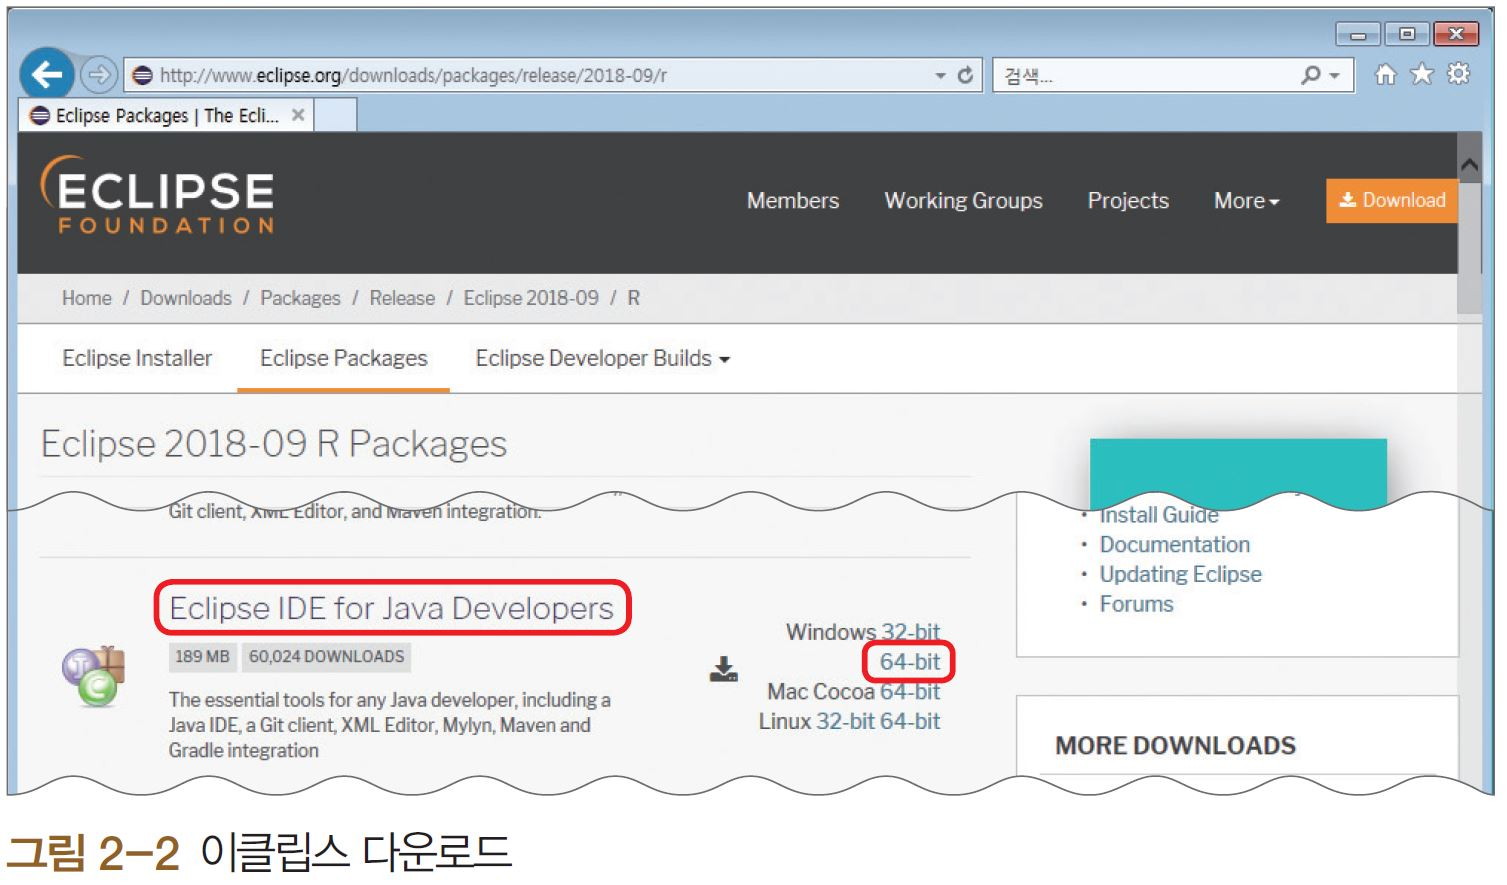 http://www.eclipse.org/downloads/packages/release/2018-09/r
검색...
Eclipse Packages | The Ecli...
ECLIPSE
FOUNDATION
Members
Working Groups
Projects
More
Download
Home / Downloads / Packages / Release / Eclipse 2018-09 / R
Eclipse Installer
Eclipse Packages
Eclipse Developer Builds
Eclipse 2018-09 R Packages
Git client, XML Editor, and Maven integration.
Eclipse IDE for Java Developers
189 MB
60,024 DOWNLOADS
The essential tools for any Java developer, including a
Java IDE, a Git client, XML Editor, Mylyn, Maven and
Gradle integration
Windows 32-bit
64-bit
Mac Cocoa 64-bit
Linux 32-bit 64-bit
• Install Guide
• Documentation
• Updating Eclipse
• Forums
MORE DOWNLOADS
그림 2-2 이클립스 다운로드